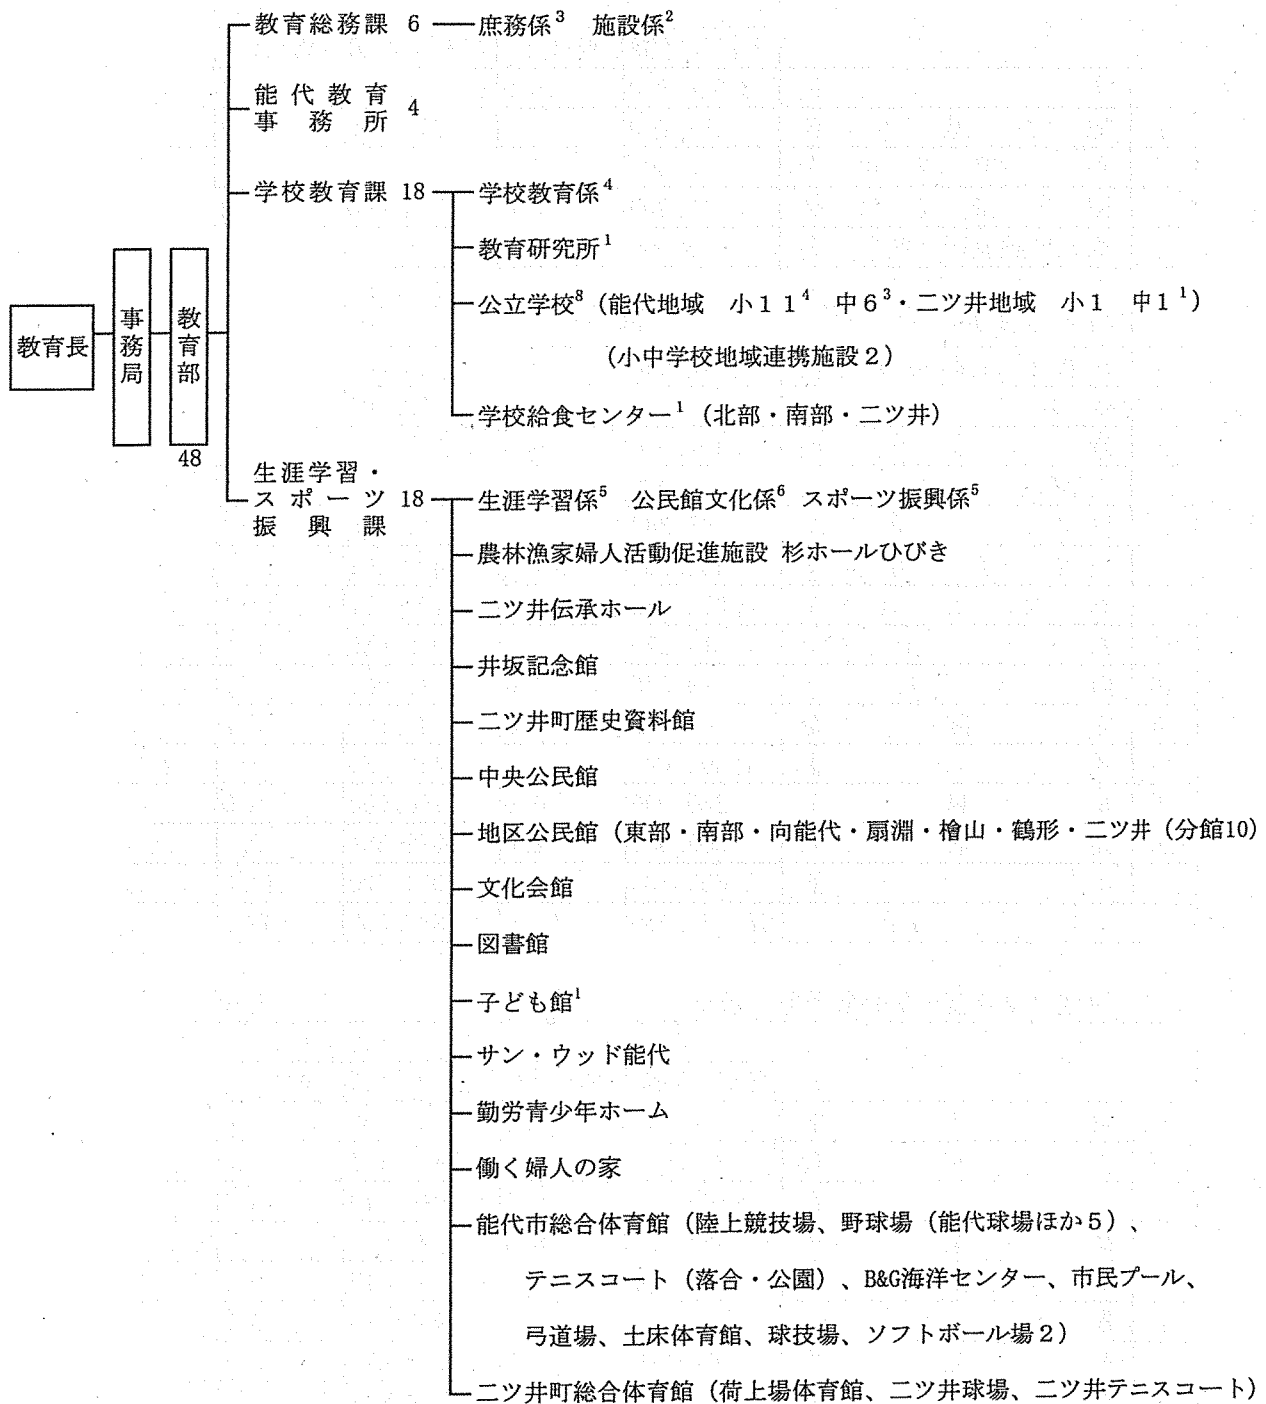 教育長
事務局
教育部
48
教育総務課 6 庶務係3 施設係2
能代教育
事務所 4
学校教育課 18 学校教育係4
教育研究所1
公立学校8（能代地域 小１１4 中６3・二ツ井地域 小１ 中１1）
（小中学校地域連携施設２）
学校給食センター1（北部・南部・二ツ井）
生涯学習・
スポーツ
振興課 18 生涯学習係5 公民館文化係6 スポーツ振興係5
農林漁家婦人活動促進施設 杉ホールひびき
二ツ井伝承ホール
井坂記念館
二ツ井町歴史資料館
中央公民館
地区公民館（東部・南部・向能代・扇淵・檜山・鶴形・二ツ井（分館10）
文化会館
図書館
子ども館1
サン・ウッド能代
勤労青少年ホーム
働く婦人の家
能代市総合体育館（陸上競技場、野球場（能代球場ほか５）、
テニスコート（落合・公園）、B&G海洋センター、市民プール、
弓道場、土床体育館、球技場、ソフトボール場２）
二ツ井町総合体育館（荷上場体育館、二ツ井球場、二ツ井テニスコート）